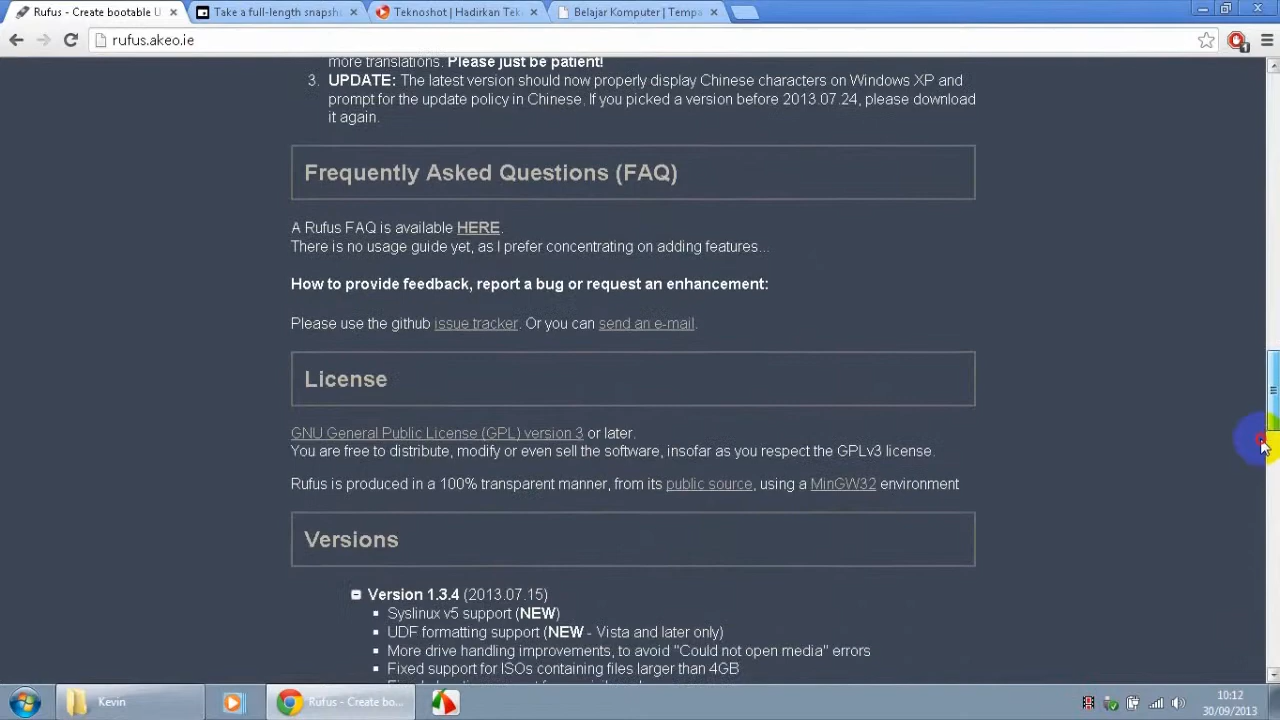 Rufus - Create bootable U
Take a full-length snapsh
Teknoshot | Hadirkan Tek
Belajar Komputer | Tempa
rufus.akeo.ie
more translations. Please just be patient!
3. UPDATE: The latest version should now properly display Chinese characters on Windows XP and
prompt for the update policy in Chinese. If you picked a version before 2013.07.24, please download
it again.
Frequently Asked Questions (FAQ)
A Rufus FAQ is available HERE.
There is no usage guide yet, as I prefer concentrating on adding features...
How to provide feedback, report a bug or request an enhancement:
Please use the github issue tracker. Or you can send an e-mail.
License
GNU General Public License (GPL) version 3 or later.
You are free to distribute, modify or even sell the software, insofar as you respect the GPLv3 license.
Rufus is produced in a 100% transparent manner, from its public source, using a MinGW32 environment
Versions
Version 1.3.4 (2013.07.15)
Syslinux v5 support (NEW)
UDF formatting support (NEW - Vista and later only)
More drive handling improvements, to avoid "Could not open media" errors
Fixed support for ISOs containing files larger than 4GB
Kevin
Rufus - Create bo...
10:12
30/09/2013